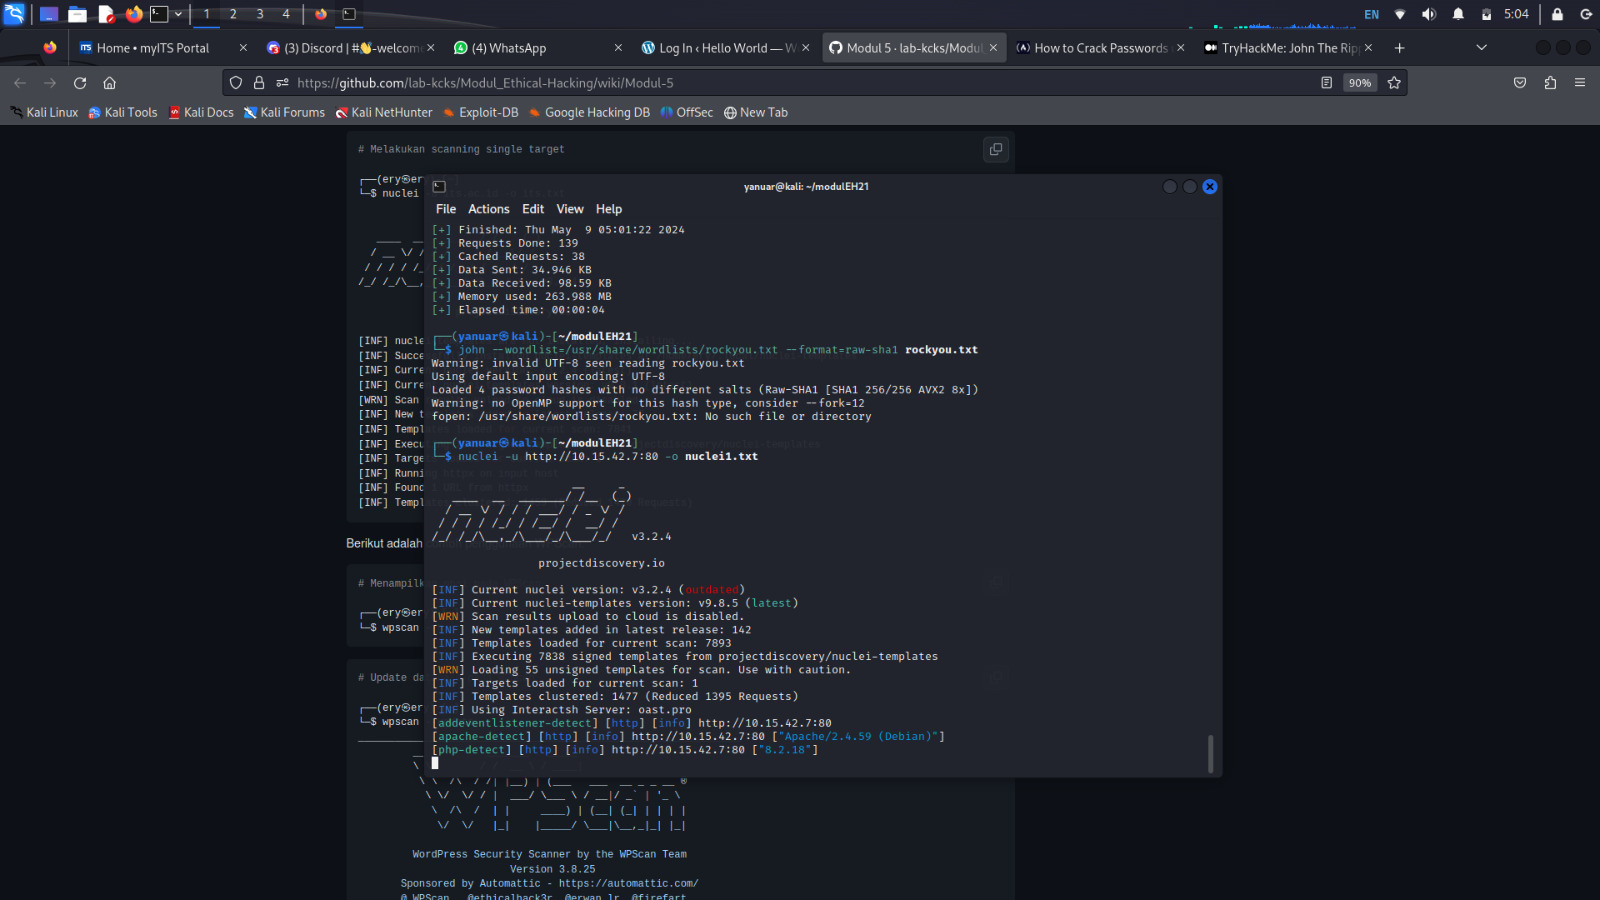 1 2 3 4 EN 5:04
Home • myITS Portal
(3) Discord | #👋-welcome
(4) WhatsApp
Log In ‹ Hello World — W
Modul 5 · lab-kcks/Modul
How to Crack Passwords
TryHackMe: John The Rip
https://github.com/lab-kcks/Modul_Ethical-Hacking/wiki/Modul-5
90%
Kali Linux Kali Tools Kali Docs Kali Forums Kali NetHunter Exploit-DB Google Hacking DB OffSec New Tab
# Melakukan scanning single target
┌──(ery㉿er
└─$ nuclei
[INF] nucle
[INF] Succe
[INF] Curre
[INF] Curre
[WRN] Scan
[INF] New t
[INF] Templ
[INF] Execu
[INF] Targe
[INF] Runni
[INF] Found
[INF] Templ
Berikut adalah
# Menampilk
┌──(ery㉿er
└─$ wpscan
# Update da
┌──(ery㉿er
└─$ wpscan
yanuar@kali: ~/modulEH21
File Actions Edit View Help
[+] Finished: Thu May  9 05:01:22 2024
[+] Requests Done: 139
[+] Cached Requests: 38
[+] Data Sent: 34.946 KB
[+] Data Received: 98.59 KB
[+] Memory used: 263.988 MB
[+] Elapsed time: 00:00:04
┌──(yanuar㉿kali)-[~/modulEH21]
└─$ john --wordlist=/usr/share/wordlists/rockyou.txt --format=raw-sha1 rockyou.txt
Warning: invalid UTF-8 seen reading rockyou.txt
Using default input encoding: UTF-8
Loaded 4 password hashes with no different salts (Raw-SHA1 [SHA1 256/256 AVX2 8x])
Warning: no OpenMP support for this hash type, consider --fork=12
fopen: /usr/share/wordlists/rockyou.txt: No such file or directory
┌──(yanuar㉿kali)-[~/modulEH21]
└─$ nuclei -u http://10.15.42.7:80 -o nuclei1.txt
nuclei v3.2.4
projectdiscovery.io
[INF] Current nuclei version: v3.2.4 (outdated)
[INF] Current nuclei-templates version: v9.8.5 (latest)
[WRN] Scan results upload to cloud is disabled.
[INF] New templates added in latest release: 142
[INF] Templates loaded for current scan: 7893
[INF] Executing 7838 signed templates from projectdiscovery/nuclei-templates
[WRN] Loading 55 unsigned templates for scan. Use with caution.
[INF] Targets loaded for current scan: 1
[INF] Templates clustered: 1477 (Reduced 1395 Requests)
[INF] Using Interactsh Server: oast.pro
[addeventlistener-detect] [http] [info] http://10.15.42.7:80
[apache-detect] [http] [info] http://10.15.42.7:80 ["Apache/2.4.59 (Debian)"]
[php-detect] [http] [info] http://10.15.42.7:80 ["8.2.18"]
WPScan ®
WordPress Security Scanner by the WPScan Team
Version 3.8.25
Sponsored by Automattic - https://automattic.com/
@_WPScan_, @ethicalhack3r, @erwan_lr, @firefart